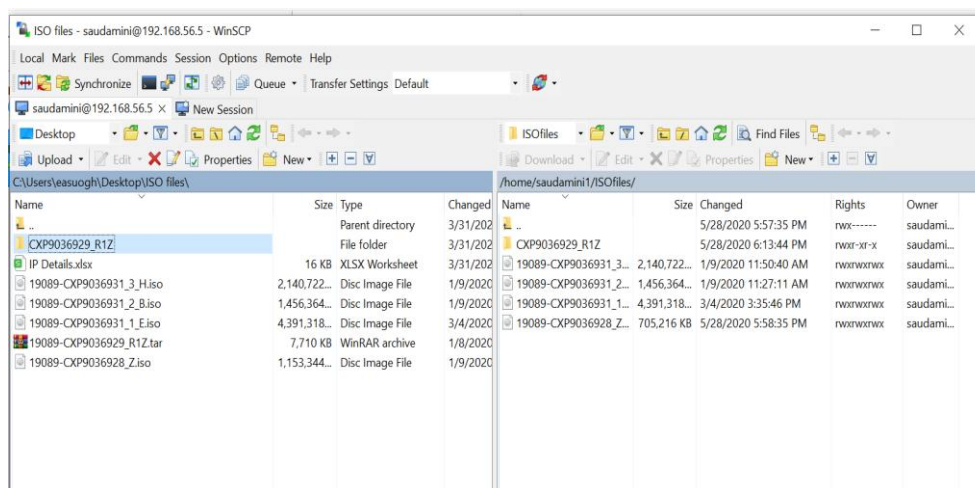 ISO files - saudamini@192.168.56.5 - WinSCP
Local Mark Files Commands Session Options Remote Help
Synchronize Queue Transfer Settings Default
saudamini@192.168.56.5 × New Session
Desktop ISOfiles Find Files
Upload Edit Properties New Download Edit Properties New
C:\Users\easuogh\Desktop\ISO files\ /home/saudamini1/ISOfiles/
Name Size Type Changed Name Size Changed Rights Owner
.. Parent directory 3/31/202 .. 5/28/2020 5:57:35 PM rwx------ saudami...
CXP9036929_R1Z File folder 3/31/202 CXP9036929_R1Z 5/28/2020 6:13:44 PM rwxr-xr-x saudami...
IP Details.xlsx 16 KB XLSX Worksheet 3/31/202 19089-CXP9036931_3... 2,140,722... 1/9/2020 11:50:40 AM rwxrwxrwx saudami...
19089-CXP9036931_3_H.iso 2,140,722... Disc Image File 1/9/2020 19089-CXP9036931_2... 1,456,364... 1/9/2020 11:27:11 AM rwxrwxrwx saudami...
19089-CXP9036931_2_B.iso 1,456,364... Disc Image File 1/9/2020 19089-CXP9036931_1... 4,391,318... 3/4/2020 3:35:46 PM rwxrwxrwx saudami...
19089-CXP9036931_1_E.iso 4,391,318... Disc Image File 3/4/2020 19089-CXP9036928_Z... 705,216 KB 5/28/2020 5:58:35 PM rwxrwxrwx saudami...
19089-CXP9036929_R1Z.tar 7,710 KB WinRAR archive 1/8/2020
19089-CXP9036928_Z.iso 1,153,344... Disc Image File 1/9/2020